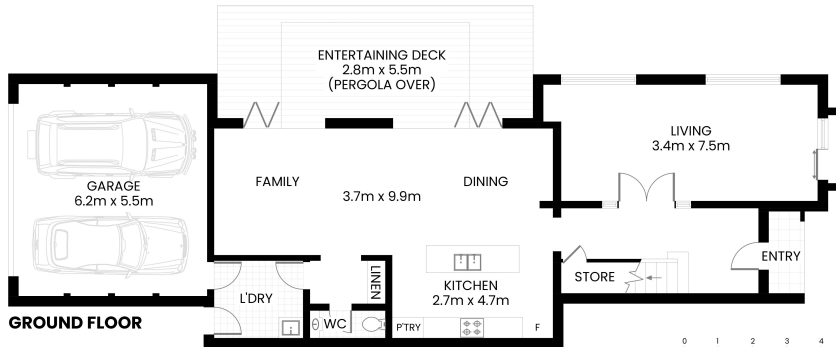 ENTERTAINING DECK
2.8m x 5.5m
(PERGOLA OVER)
LIVING
3.4m x 7.5m
GARAGE
6.2m x 5.5m
FAMILY
DINING
3.7m x 9.9m
ENTRY
STORE
LINEN
KITCHEN
2.7m x 4.7m
L'DRY
WC
P'TRY
F
GROUND FLOOR
0 1 2 3 4